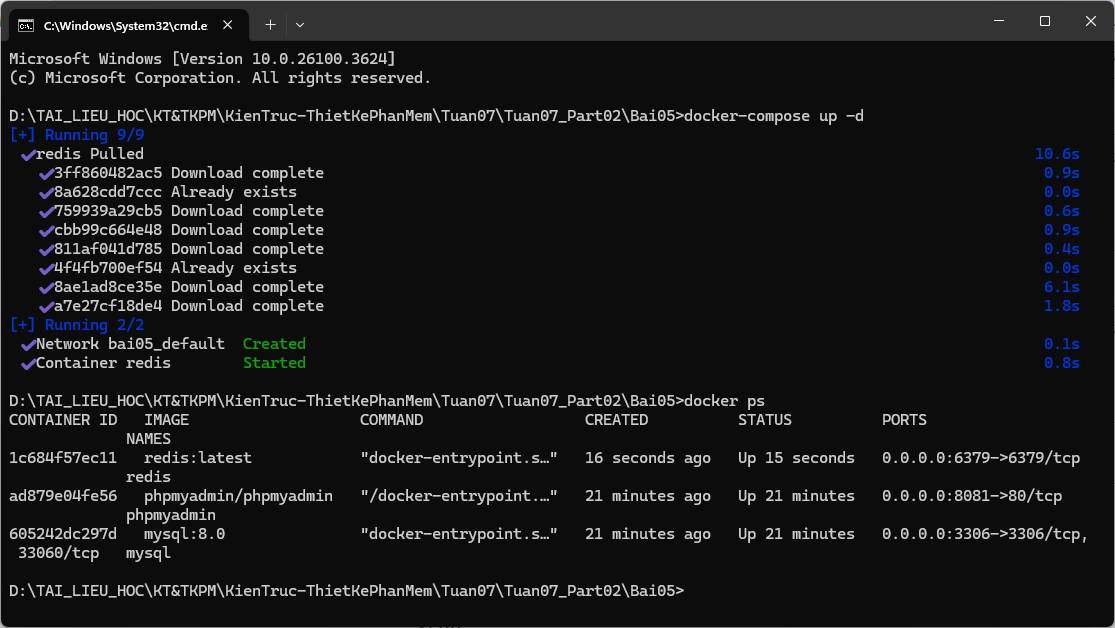 C:\Windows\System32\cmd.e
Microsoft Windows [Version 10.0.26100.3624]
(c) Microsoft Corporation. All rights reserved.
D:\TAI_LIEU_HOC\KT&TKPM\KienTruc-ThietKePhanMem\Tuan07\Tuan07_Part02\Bai05>docker-compose up -d
[+] Running 9/9
✔redis Pulled 10.6s
✔3ff860482ac5 Download complete 0.9s
✔8a628cdd7ccc Already exists 0.0s
✔759939a29cb5 Download complete 0.6s
✔cbb99c664e48 Download complete 0.9s
✔811af041d785 Download complete 0.4s
✔4f4fb700ef54 Already exists 0.0s
✔8ae1ad8ce35e Download complete 6.1s
✔a7e27cf18de4 Download complete 1.8s
[+] Running 2/2
✔Network bai05_default Created 0.1s
✔Container redis Started 0.8s
D:\TAI_LIEU_HOC\KT&TKPM\KienTruc-ThietKePhanMem\Tuan07\Tuan07_Part02\Bai05>docker ps
CONTAINER ID IMAGE COMMAND CREATED STATUS PORTS
NAMES
1c684f57ec11 redis:latest "docker-entrypoint.s…" 16 seconds ago Up 15 seconds 0.0.0.0:6379->6379/tcp
redis
ad879e04fe56 phpmyadmin/phpmyadmin "/docker-entrypoint.…" 21 minutes ago Up 21 minutes 0.0.0.0:8081->80/tcp
phpmyadmin
605242dc297d mysql:8.0 "docker-entrypoint.s…" 21 minutes ago Up 21 minutes 0.0.0.0:3306->3306/tcp,
33060/tcp mysql
D:\TAI_LIEU_HOC\KT&TKPM\KienTruc-ThietKePhanMem\Tuan07\Tuan07_Part02\Bai05>